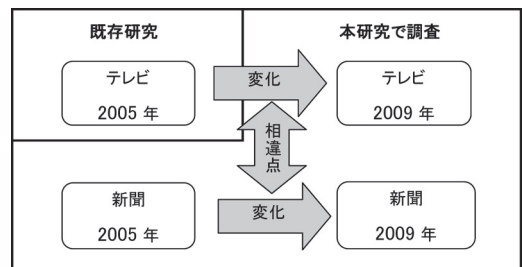 既存研究
本研究で調査
テレビ
2005 年
変化
テレビ
2009 年
相違点
新聞
2005 年
変化
新聞
2009 年